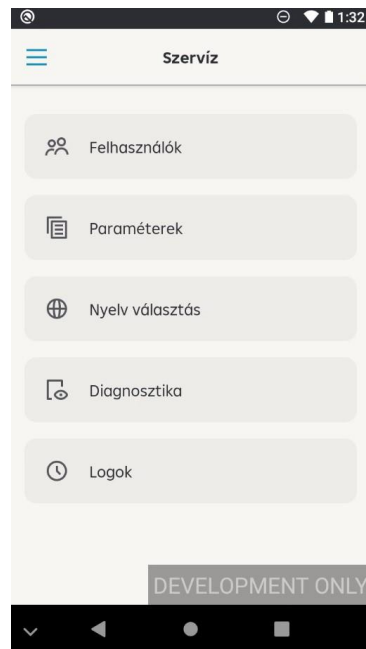 1:32
Szervíz
Felhasználók
Paraméterek
Nyelv választás
Diagnosztika
Logok
DEVELOPMENT ONLY